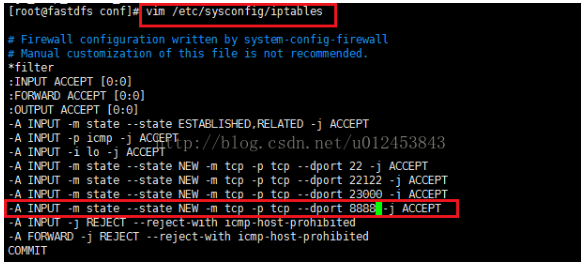 [root@fastdfs conf]# vim /etc/sysconfig/iptables
# Firewall configuration written by system-config-firewall
# Manual customization of this file is not recommended.
*filter
:INPUT ACCEPT [0:0]
:FORWARD ACCEPT [0:0]
:OUTPUT ACCEPT [0:0]
-A INPUT -m state --state ESTABLISHED,RELATED -j ACCEPT
-A INPUT -p icmp -j ACCEPT
http://blog.csdn.net/u012453843
-A INPUT -i lo -j ACCEPT
-A INPUT -m state --state NEW -m tcp -p tcp --dport 22 -j ACCEPT
-A INPUT -m state --state NEW -m tcp -p tcp --dport 22122 -j ACCEPT
-A INPUT -m state --state NEW -m tcp -p tcp --dport 23000 -j ACCEPT
-A INPUT -m state --state NEW -m tcp -p tcp --dport 8888 -j ACCEPT
-A INPUT -j REJECT --reject-with icmp-host-prohibited
-A FORWARD -j REJECT --reject-with icmp-host-prohibited
COMMIT